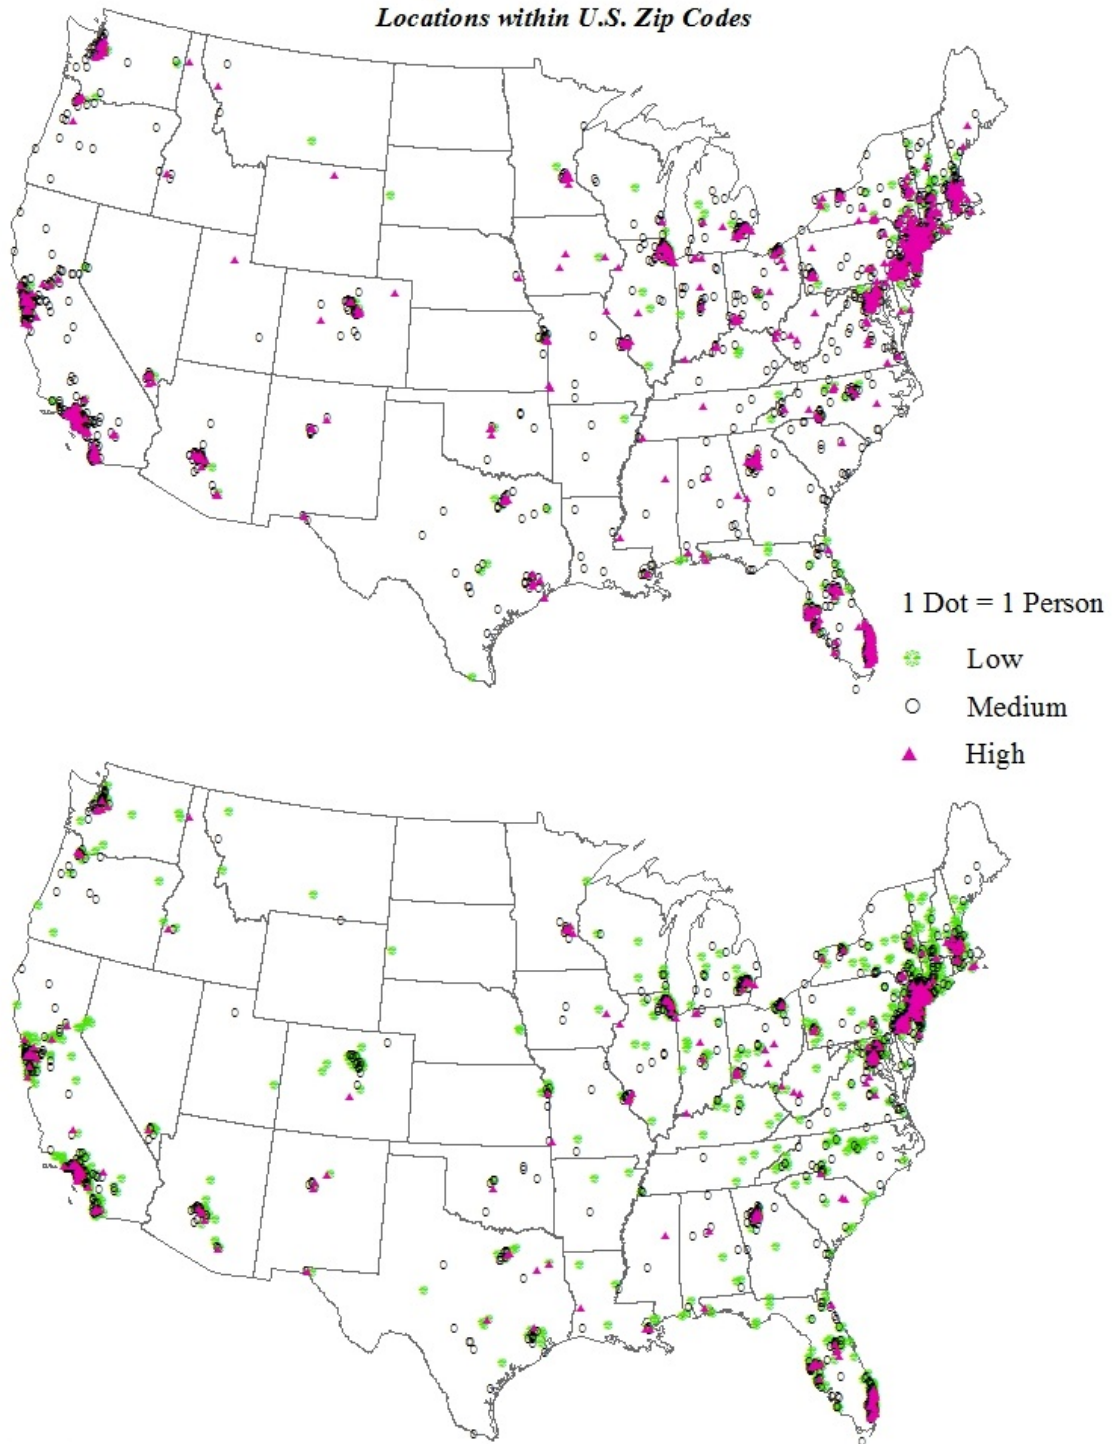 Locations within U.S. Zip Codes
1 Dot = 1 Person
Low
Medium
High